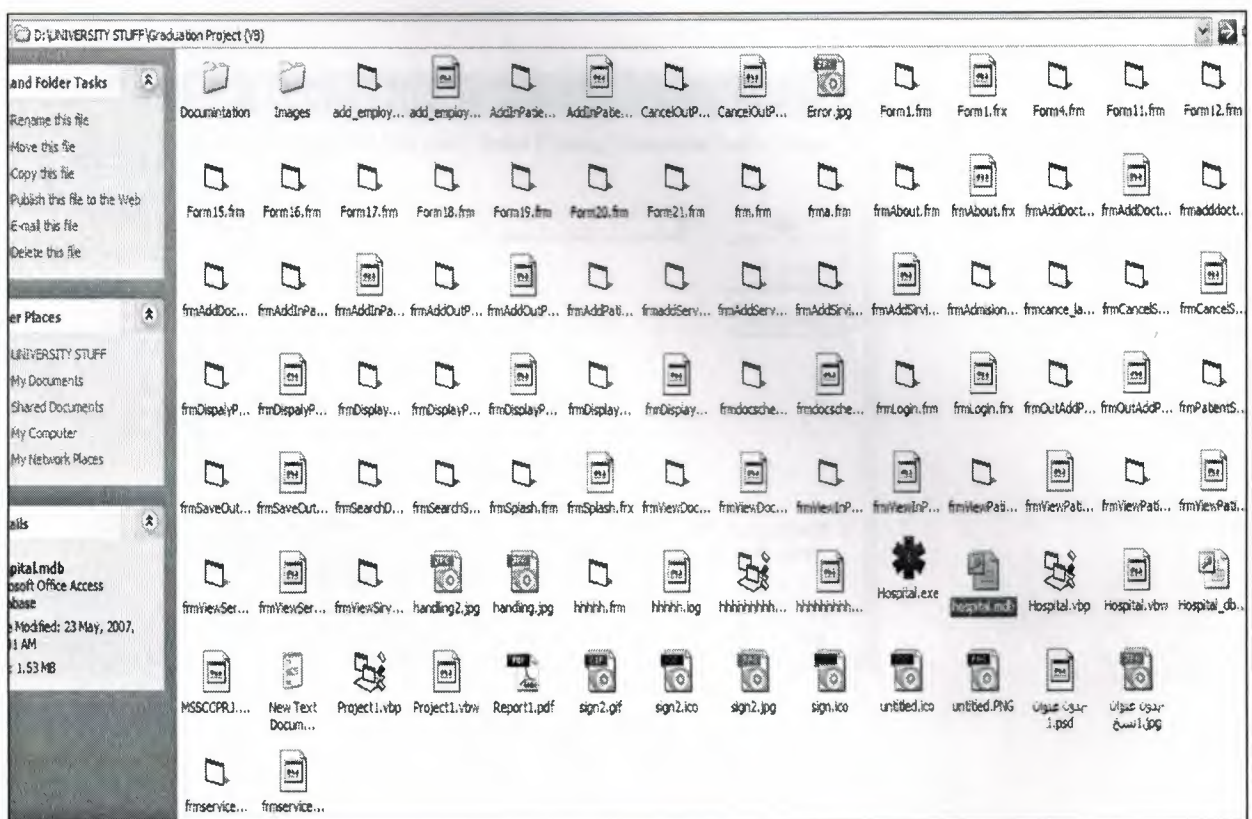 D:\UNIVERSITY STUFF\Graduation Project (VB)
and Folder Tasks
Rename this file
Move this file
Copy this file
Publish this file to the Web
E-mail this file
Delete this file
er Places
UNIVERSITY STUFF
My Documents
Shared Documents
My Computer
My Network Places
ails
pital.mdb
osoft Office Access
abase
e Modified: 23 May, 2007,
1 AM
: 1.53 MB
Documintation Images add_employ... add_employ... AddInPatie... AddInPatie... CancelOutP... CancelOutP... Error.jpg Form1.frm Form1.frx Form4.frm Form11.frm Form12.frm
Form15.frm Form16.frm Form17.frm Form18.frm Form19.frm Form20.frm Form21.frm frm.frm frma.frm frmAbout.frm frmAbout.frx frmAddDoct... frmAddDoct... frmadddoct...
frmAddDoc... frmAddInPa... frmAddInPa... frmAddOutP... frmAddOutP... frmAddPati... frmaddServ... frmAddServ... frmAddSirvi... frmAddSirvi... frmAdmision... frmcance_la... frmCancelS... frmCancelS...
frmDispalyP... frmDispalyP... frmDisplay... frmDisplayP... frmDisplayP... frmDisplay... frmDisplay... frmdocsche... frmdocsche... frmLogin.frm frmLogin.frx frmOutAddP... frmOutAddP... frmPatentS...
frmSaveOut... frmSaveOut... frmSearchD... frmSearchS... frmSplash.frm frmSplash.frx frmViewDoc... frmViewDoc... frmViewInP... frmViewInP... frmViewPati... frmViewPati... frmViewPati... frmViewPati...
frmViewSer... frmViewSer... frmViewSirv... handling2.jpg handling.jpg hhhhh.frm hhhhh.log hhhhhhhhh... hhhhhhhhh... Hospital.exe hospital.mdb Hospital.vbp Hospital.vbw Hospital_db...
MSSCCPRJ.... New Text Project1.vbp Project1.vbw Report1.pdf sign2.gif sign2.ico sign2.jpg sign.ico untitled.ico untitled.PNG بدون عنوان- بدون عنوان-
Docum... 1.psd 1نسخ.jpg
frmservice... frmservice...